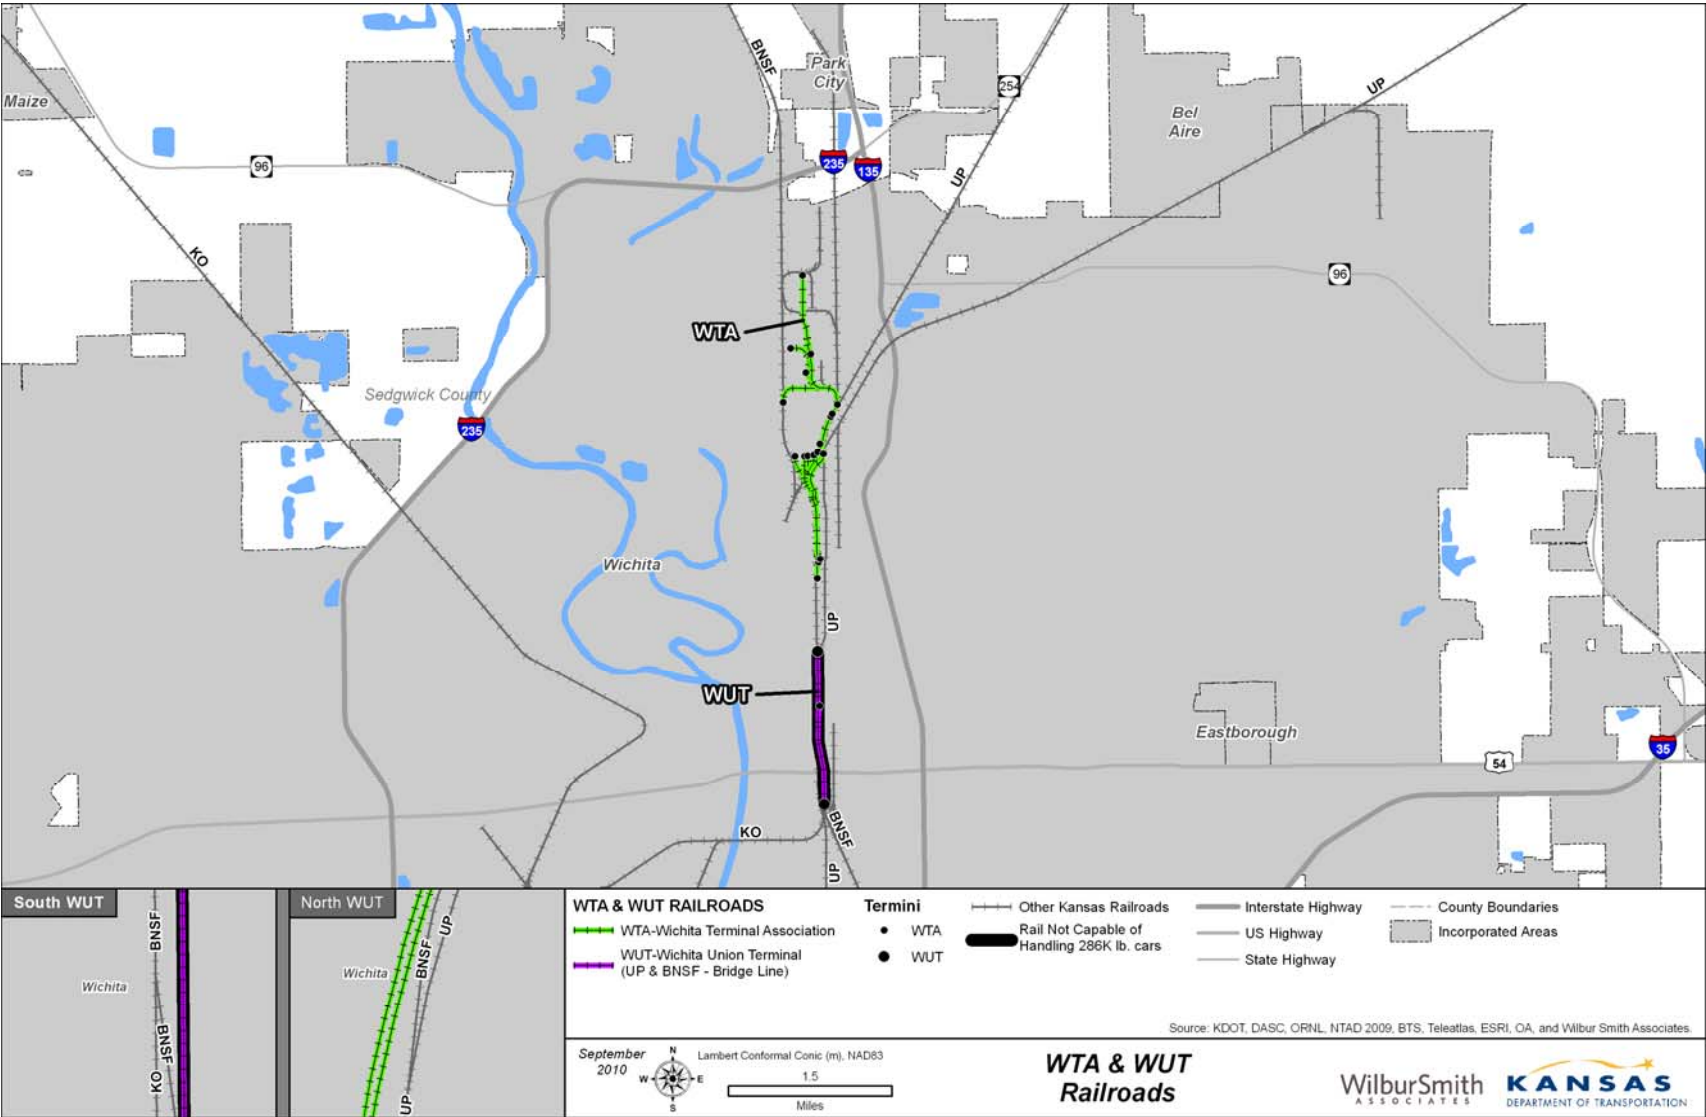 BNSF
Park
City
254
UP
Maize
Bel
Aire
96
235
135
UP
KO
96
WTA
Sedgwick County
235
Wichita
UP
WUT
Eastborough
35
54
KO
BNSF
UP
South WUT
BNSF
Wichita
BNSF
KO
North WUT
UP
BNSF
Wichita
UP
WTA & WUT RAILROADS
WTA-Wichita Terminal Association
WUT-Wichita Union Terminal
(UP & BNSF - Bridge Line)
Termini
WTA
WUT
Other Kansas Railroads
Rail Not Capable of
Handling 286K lb. cars
Interstate Highway
US Highway
State Highway
County Boundaries
Incorporated Areas
Source: KDOT, DASC, ORNL, NTAD 2009, BTS, Teleatlas, ESRI, OA, and Wilbur Smith Associates.
September
2010
N
W E
S
Lambert Conformal Conic (m), NAD83
1.5
Miles
WTA & WUT
Railroads
WilburSmith
ASSOCIATES
KANSAS
DEPARTMENT OF TRANSPORTATION